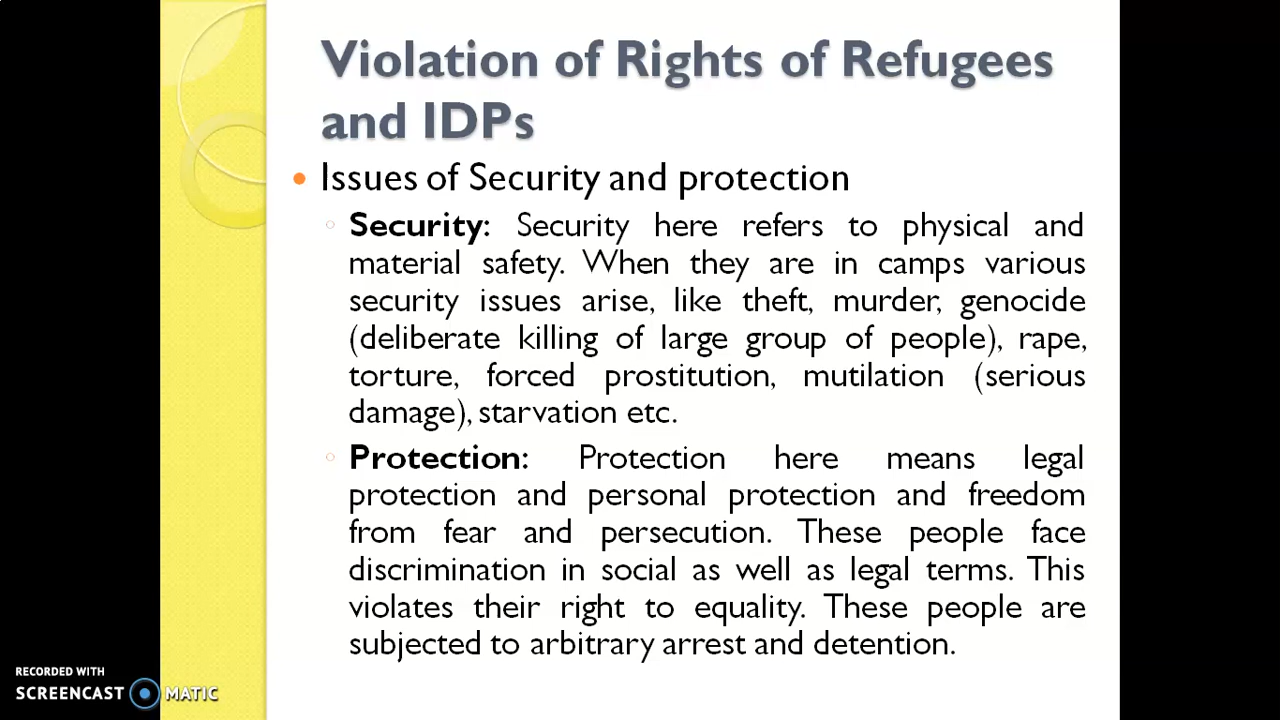 Violation of Rights of Refugees
and IDPs
Issues of Security and protection
Security: Security here refers to physical and
material safety. When they are in camps various
security issues arise, like theft, murder, genocide
(deliberate killing of large group of people), rape,
torture, forced prostitution, mutilation (serious
damage), starvation etc.
Protection: Protection here means legal
protection and personal protection and freedom
from fear and persecution. These people face
discrimination in social as well as legal terms. This
violates their right to equality. These people are
subjected to arbitrary arrest and detention.
RECORDED WITH
SCREENCAST MATIC